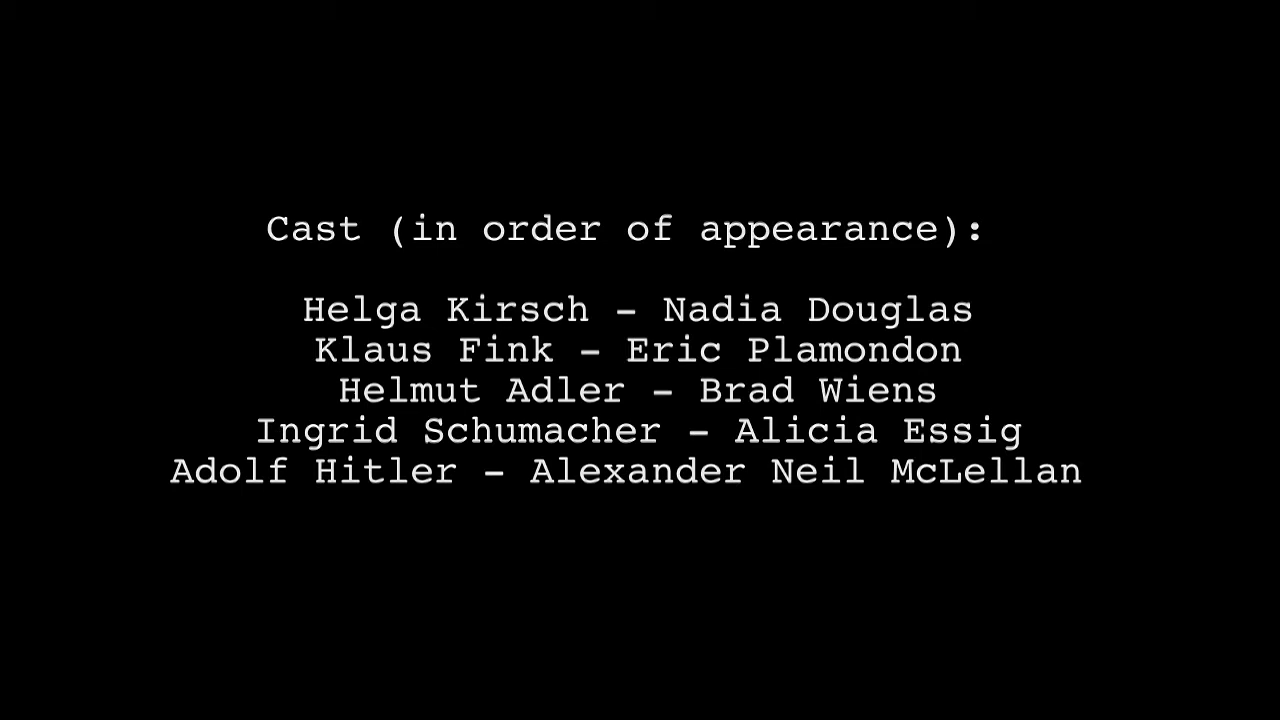 Cast (in order of appearance):
Helga Kirsch – Nadia Douglas
Klaus Fink – Eric Plamondon
Helmut Adler – Brad Wiens
Ingrid Schumacher – Alicia Essig
Adolf Hitler – Alexander Neil McLellan